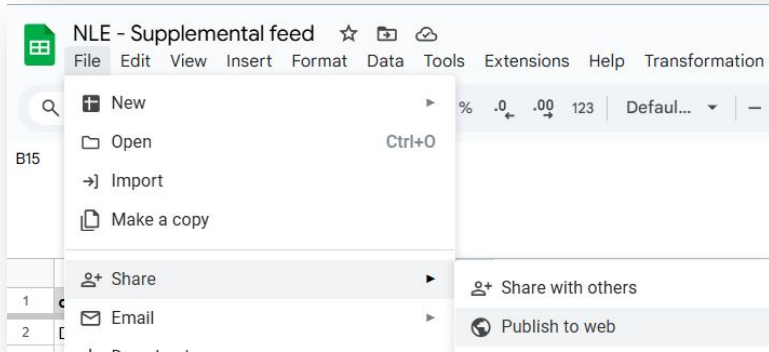 NLE - Supplemental feed
File Edit View Insert Format Data Tools Extensions Help Transformation
New
% .0 .00 123 Defaul...
Open Ctrl+O
B15
Import
Make a copy
Share
Share with others
1
Email
Publish to web
2